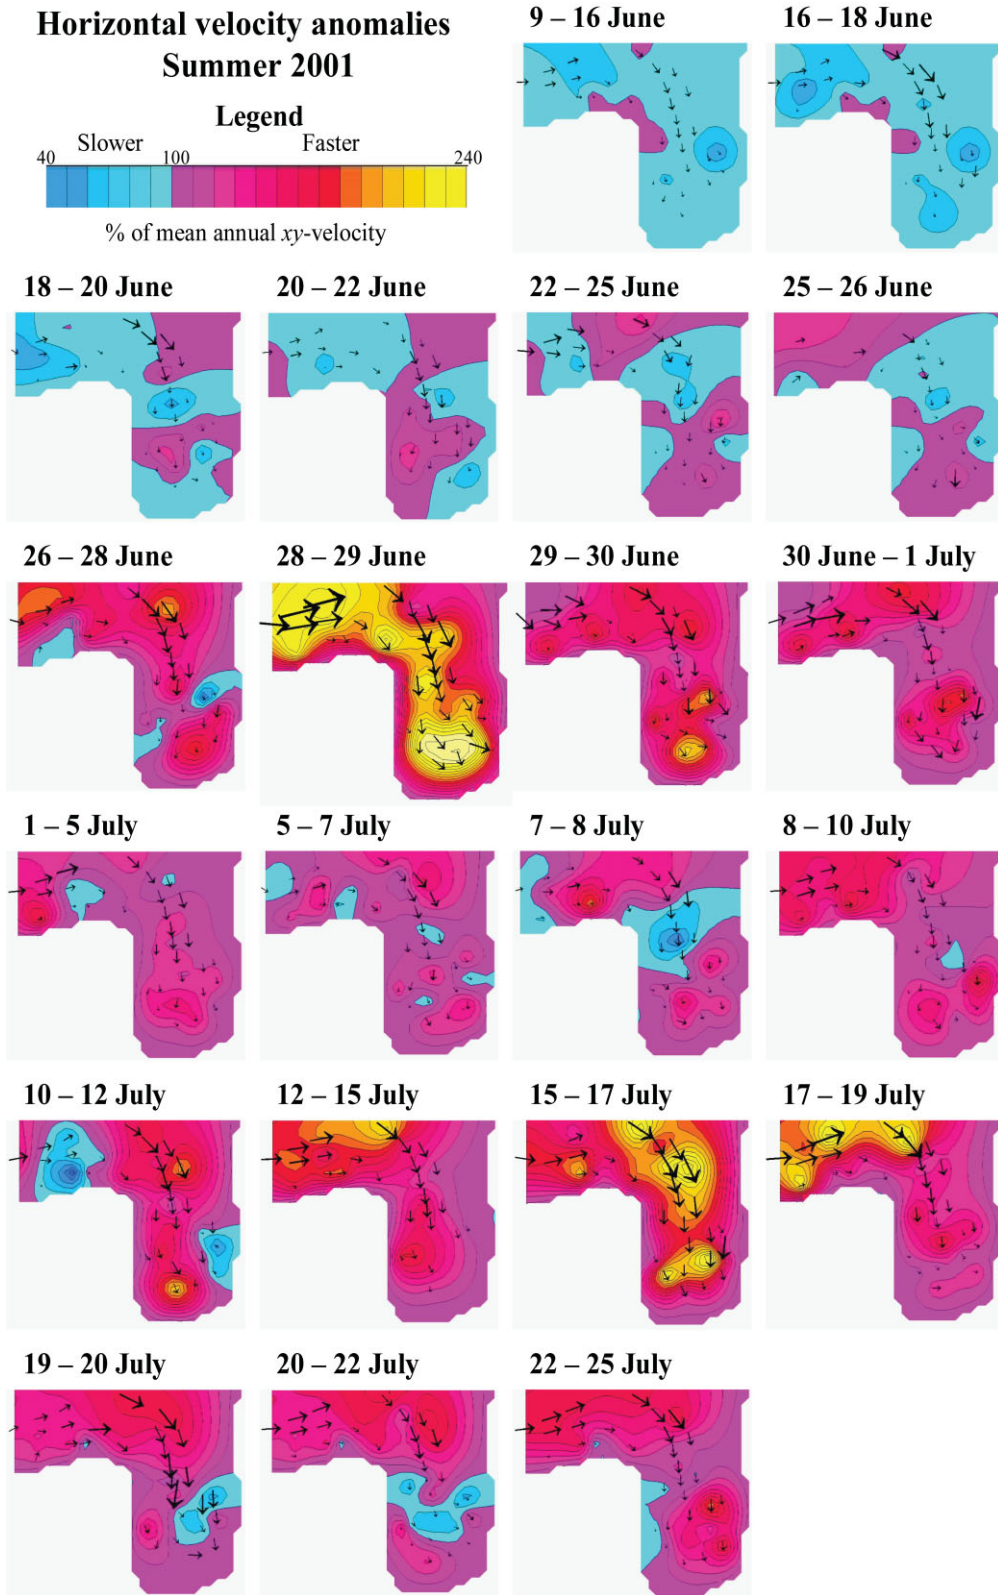 Horizontal velocity anomalies
Summer 2001
Legend
Slower Faster
40 100 240
% of mean annual xy-velocity
9 – 16 June
16 – 18 June
18 – 20 June
20 – 22 June
22 – 25 June
25 – 26 June
26 – 28 June
28 – 29 June
29 – 30 June
30 June – 1 July
1 – 5 July
5 – 7 July
7 – 8 July
8 – 10 July
10 – 12 July
12 – 15 July
15 – 17 July
17 – 19 July
19 – 20 July
20 – 22 July
22 – 25 July